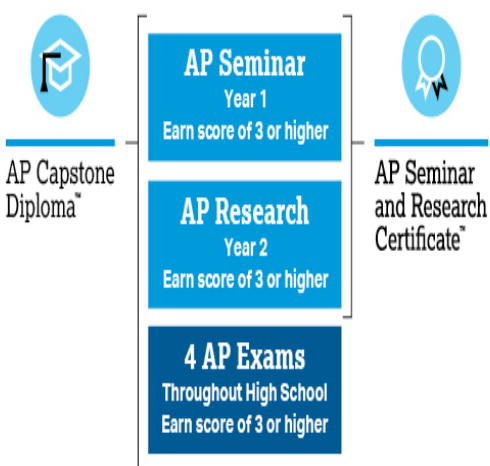 AP Seminar
Year 1
Earn score of 3 or higher
AP Capstone
Diploma™
AP Seminar
and Research
Certificate™
AP Research
Year 2
Earn score of 3 or higher
4 AP Exams
Throughout High School
Earn score of 3 or higher